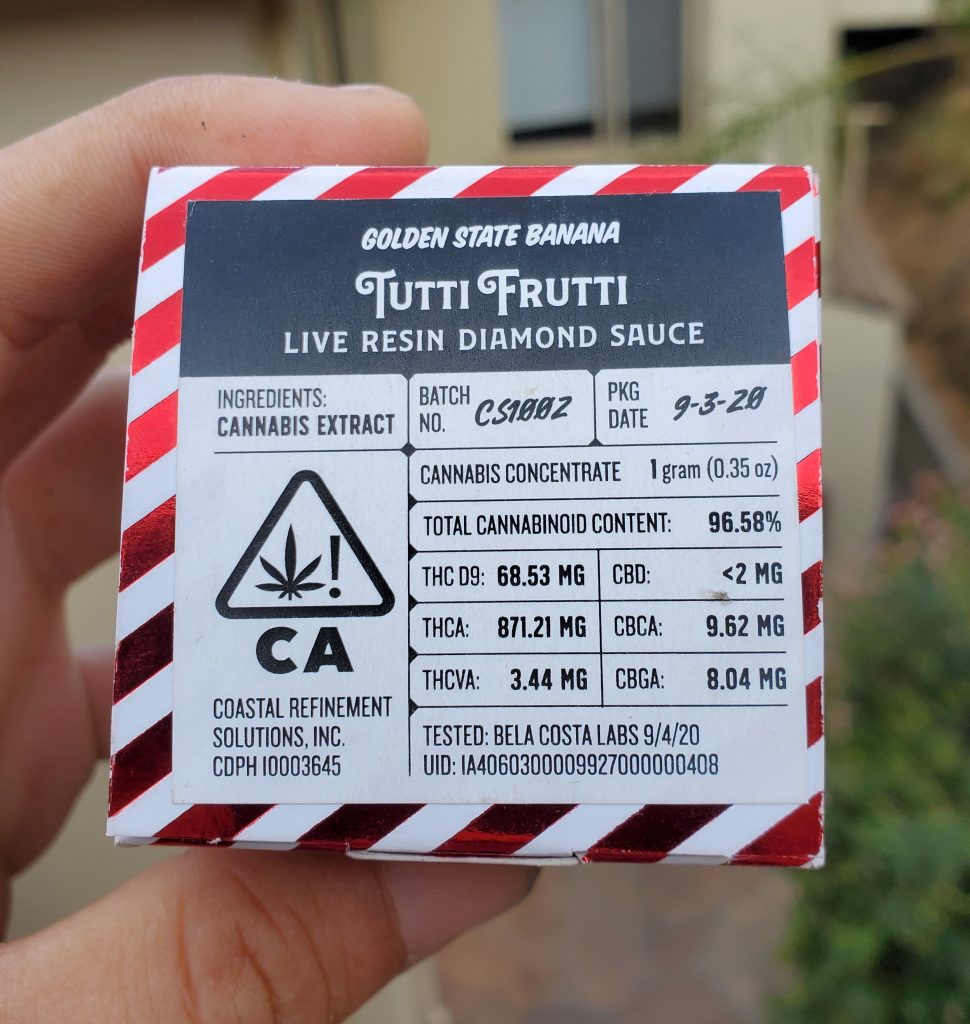 GOLDEN STATE BANANA
TUTTI FRUTTI
LIVE RESIN DIAMOND SAUCE
INGREDIENTS:
CANNABIS EXTRACT
BATCH
NO. CS1002
PKG
DATE 9-3-20
CANNABIS CONCENTRATE 1 gram (0.35 oz)
TOTAL CANNABINOID CONTENT: 96.58%
THC D9: 68.53 MG
CBD: <2 MG
THCA: 871.21 MG
CBCA: 9.62 MG
THCVA: 3.44 MG
CBGA: 8.04 MG
!
CA
COASTAL REFINEMENT
SOLUTIONS, INC.
CDPH 10003645
TESTED: BELA COSTA LABS 9/4/20
UID: 1A4060300009927000000408